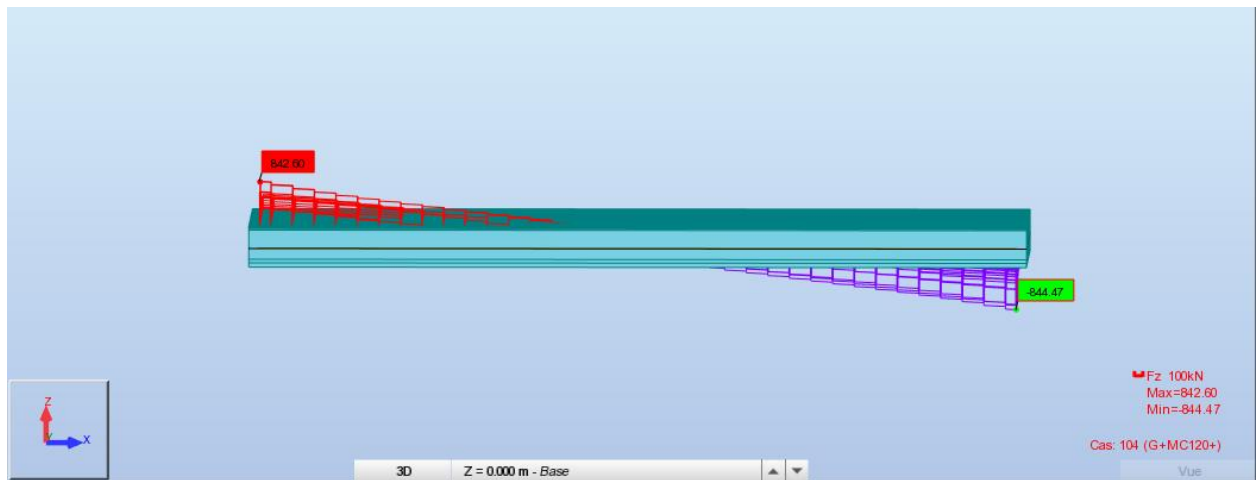 842.60
-844.47
Fz 100kN
Max=842.60
Min=-844.47
Cas: 104 (G+MC120+)
Z
Y
X
3D Z = 0.000 m - Base
Vue